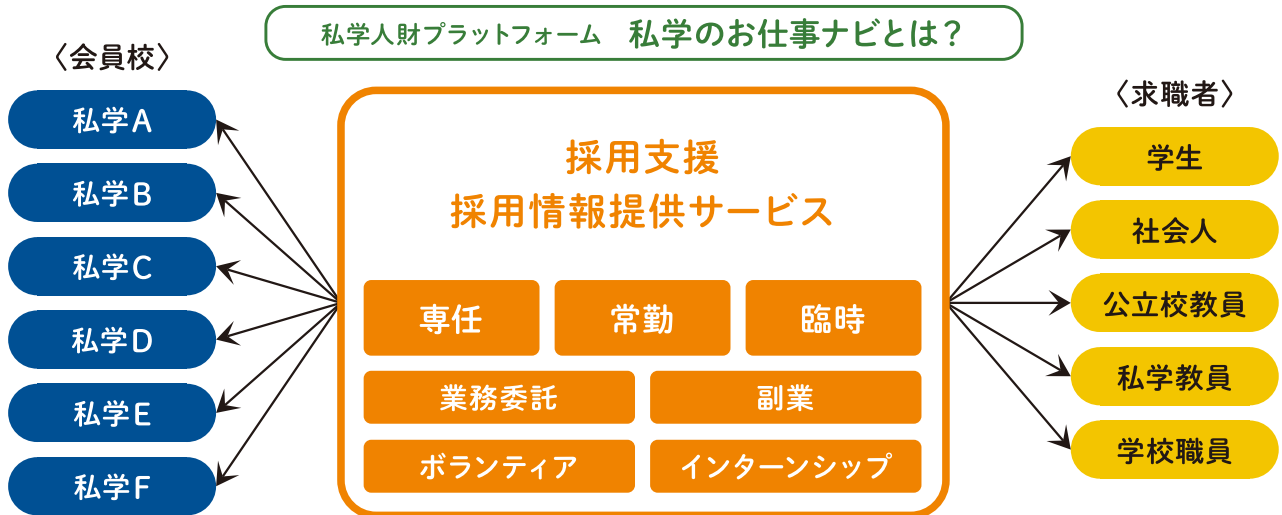 私学人財プラットフォーム 私学のお仕事ナビとは？
〈会員校〉
私学A
私学B
私学C
私学D
私学E
私学F
採用支援
採用情報提供サービス
専任
常勤
臨時
業務委託
副業
ボランティア
インターンシップ
〈求職者〉
学生
社会人
公立校教員
私学教員
学校職員